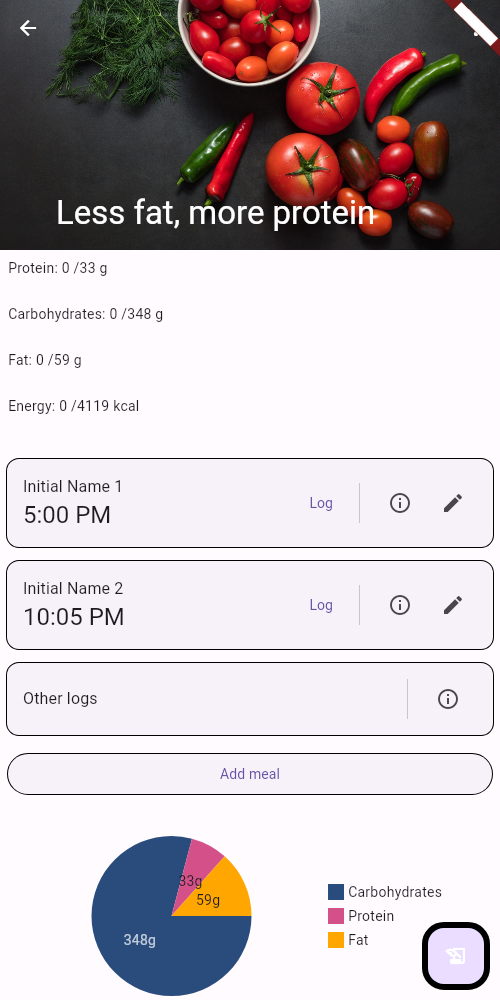 Less fat, more protein
Protein: 0 /33 g
Carbohydrates: 0 /348 g
Fat: 0 /59 g
Energy: 0 /4119 kcal
Initial Name 1
5:00 PM
Log
Initial Name 2
10:05 PM
Log
Other logs
Add meal
33g
59g
348g
Carbohydrates
Protein
Fat